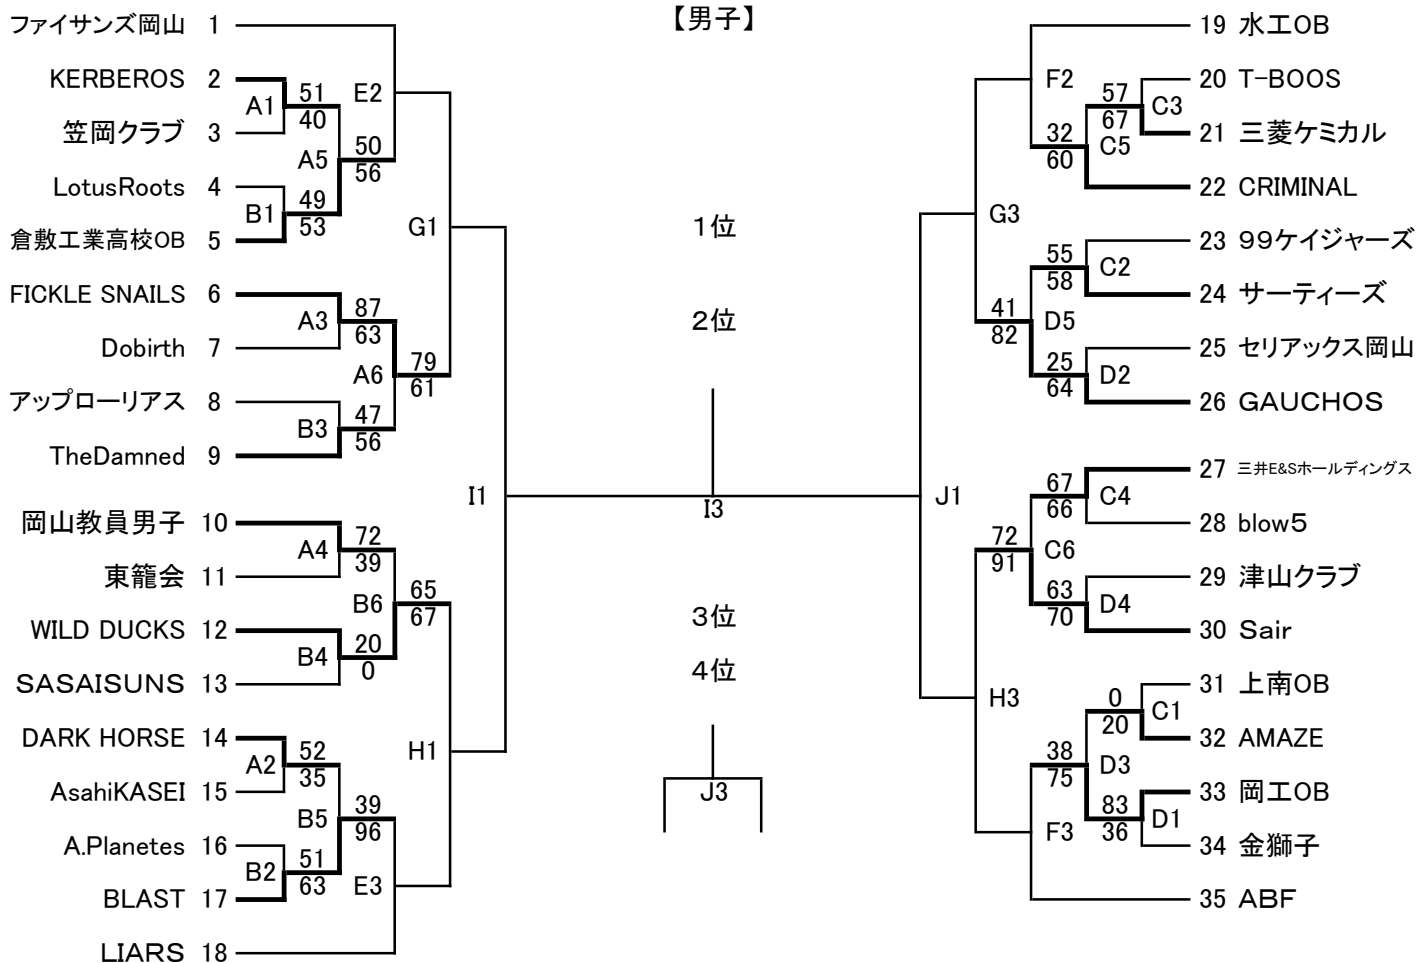 【男子】
ファイサンズ岡山 1
KERBEROS 2
A1
51
40
E2
笠岡クラブ 3
A5
50
56
LotusRoots 4
B1
49
53
倉敷工業高校OB 5
G1
FICKLE SNAILS 6
A3
87
63
Dobirth 7
A6
79
61
アップローリアス 8
B3
47
56
TheDamned 9
I1
岡山教員男子 10
A4
72
39
東籠会 11
B6
65
67
WILD DUCKS 12
B4
20
0
SASAISUNS 13
DARK HORSE 14
A2
52
35
H1
AsahiKASEI 15
B5
39
96
A.Planetes 16
B2
51
63
E3
BLAST 17
LIARS 18
1位
2位
I3
3位
4位
J3
19 水工OB
F2
20 T-BOOS
57
67
C3
21 三菱ケミカル
32
60
C5
22 CRIMINAL
G3
23 99ケイジャーズ
55
58
C2
24 サーティーズ
41
82
D5
25 セリアックス岡山
25
64
D2
26 GAUCHOS
J1
27 三井E&Sホールディングス
67
66
C4
28 blow5
72
91
C6
29 津山クラブ
63
70
D4
30 Sair
H3
31 上南OB
0
20
C1
32 AMAZE
38
75
D3
33 岡工OB
83
36
D1
F3
34 金獅子
35 ABF